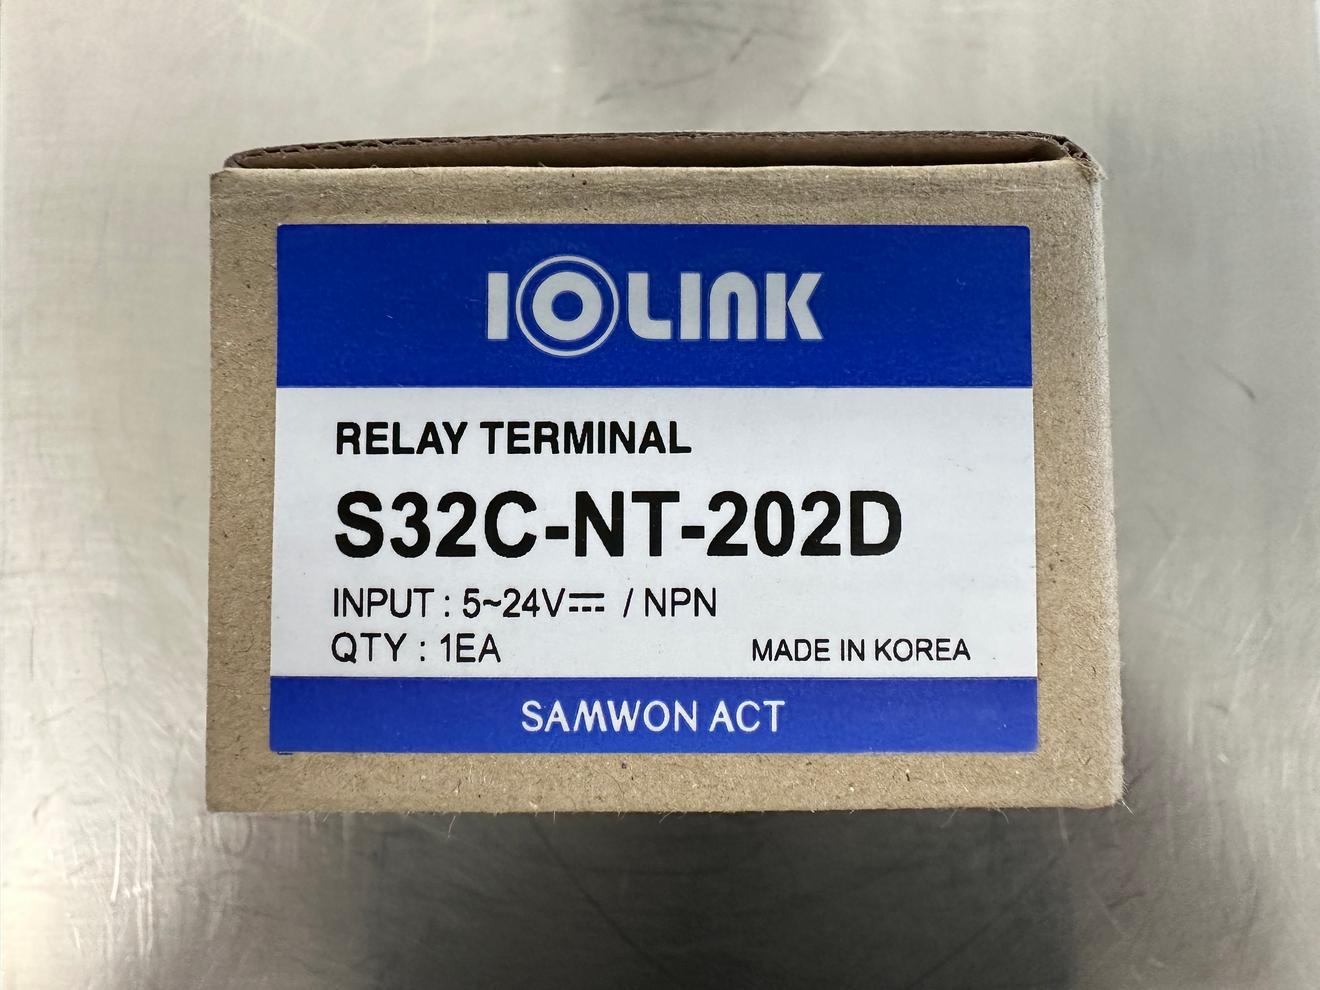 IOLINK
RELAY TERMINAL
S32C-NT-202D
INPUT : 5~24V⎓ / NPN
QTY : 1EA
MADE IN KOREA
SAMWON ACT